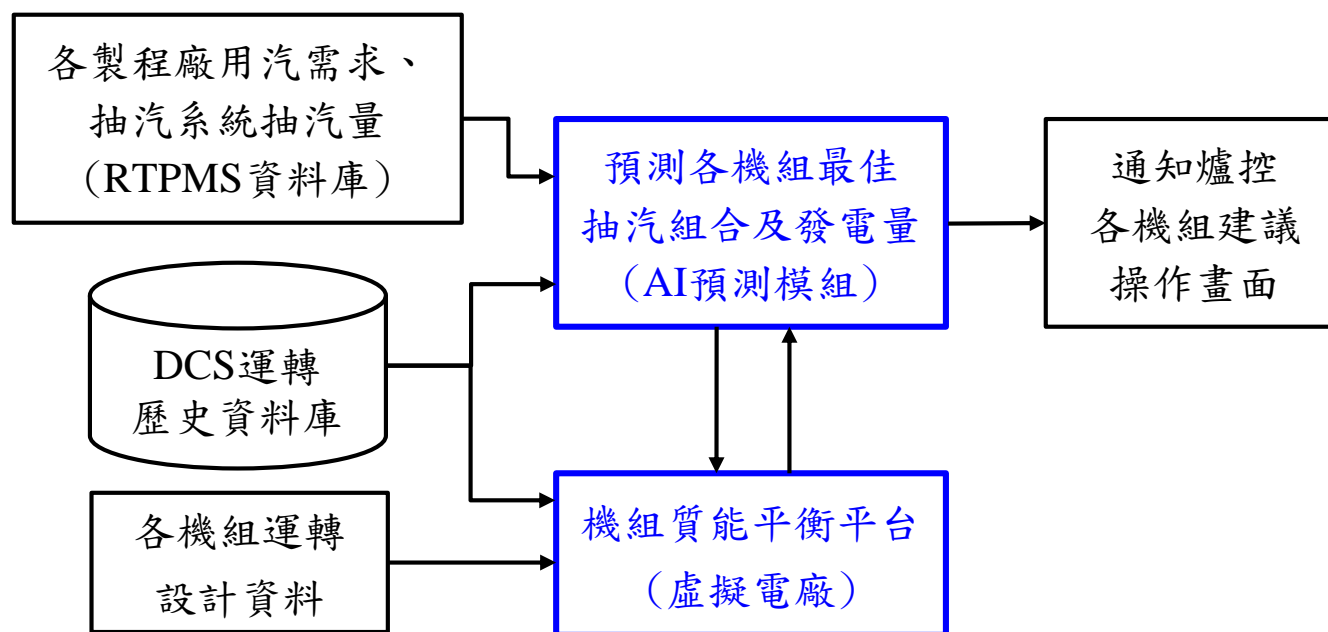 各製程廠用汽需求、
抽汽系統抽汽量
（RTPMS資料庫）
預測各機組最佳
抽汽組合及發電量
（AI預測模組）
通知爐控
各機組建議
操作畫面
DCS運轉
歷史資料庫
各機組運轉
設計資料
機組質能平衡平台
（虛擬電廠）